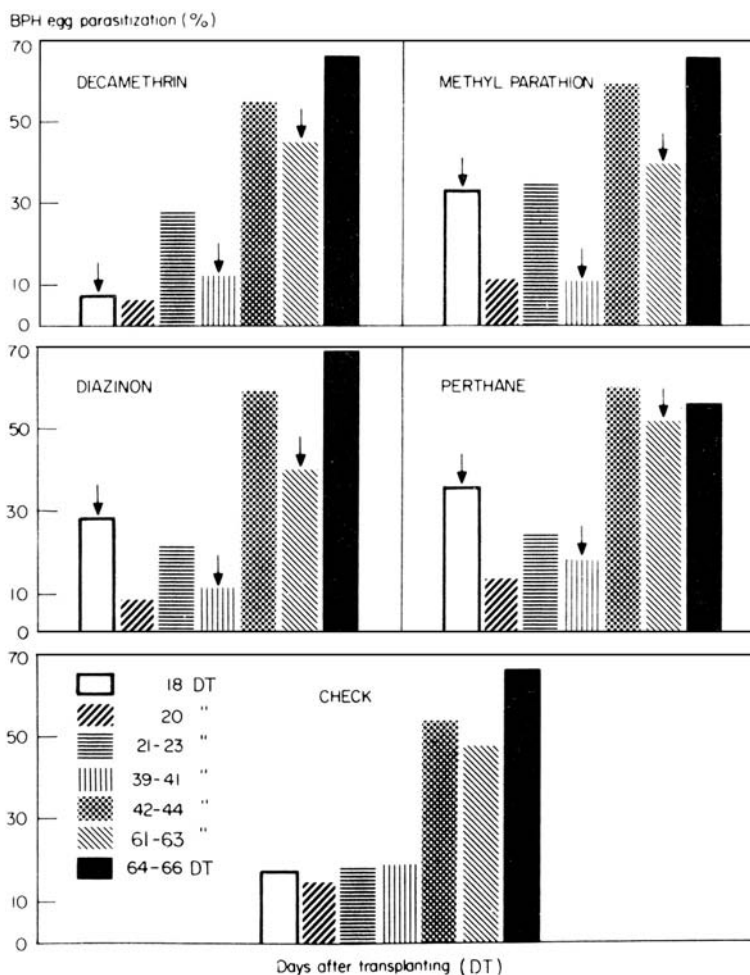 BPH egg parasitization (%)
70
50
30
10
0
DECAMETHRIN
METHYL PARATHION
70
50
30
10
0
DIAZINON
PERTHANE
70
50
30
10
0
CHECK
18 DT
20 "
21-23 "
39-41 "
42-44 "
61-63 "
64-66 DT
Days after transplanting (DT)